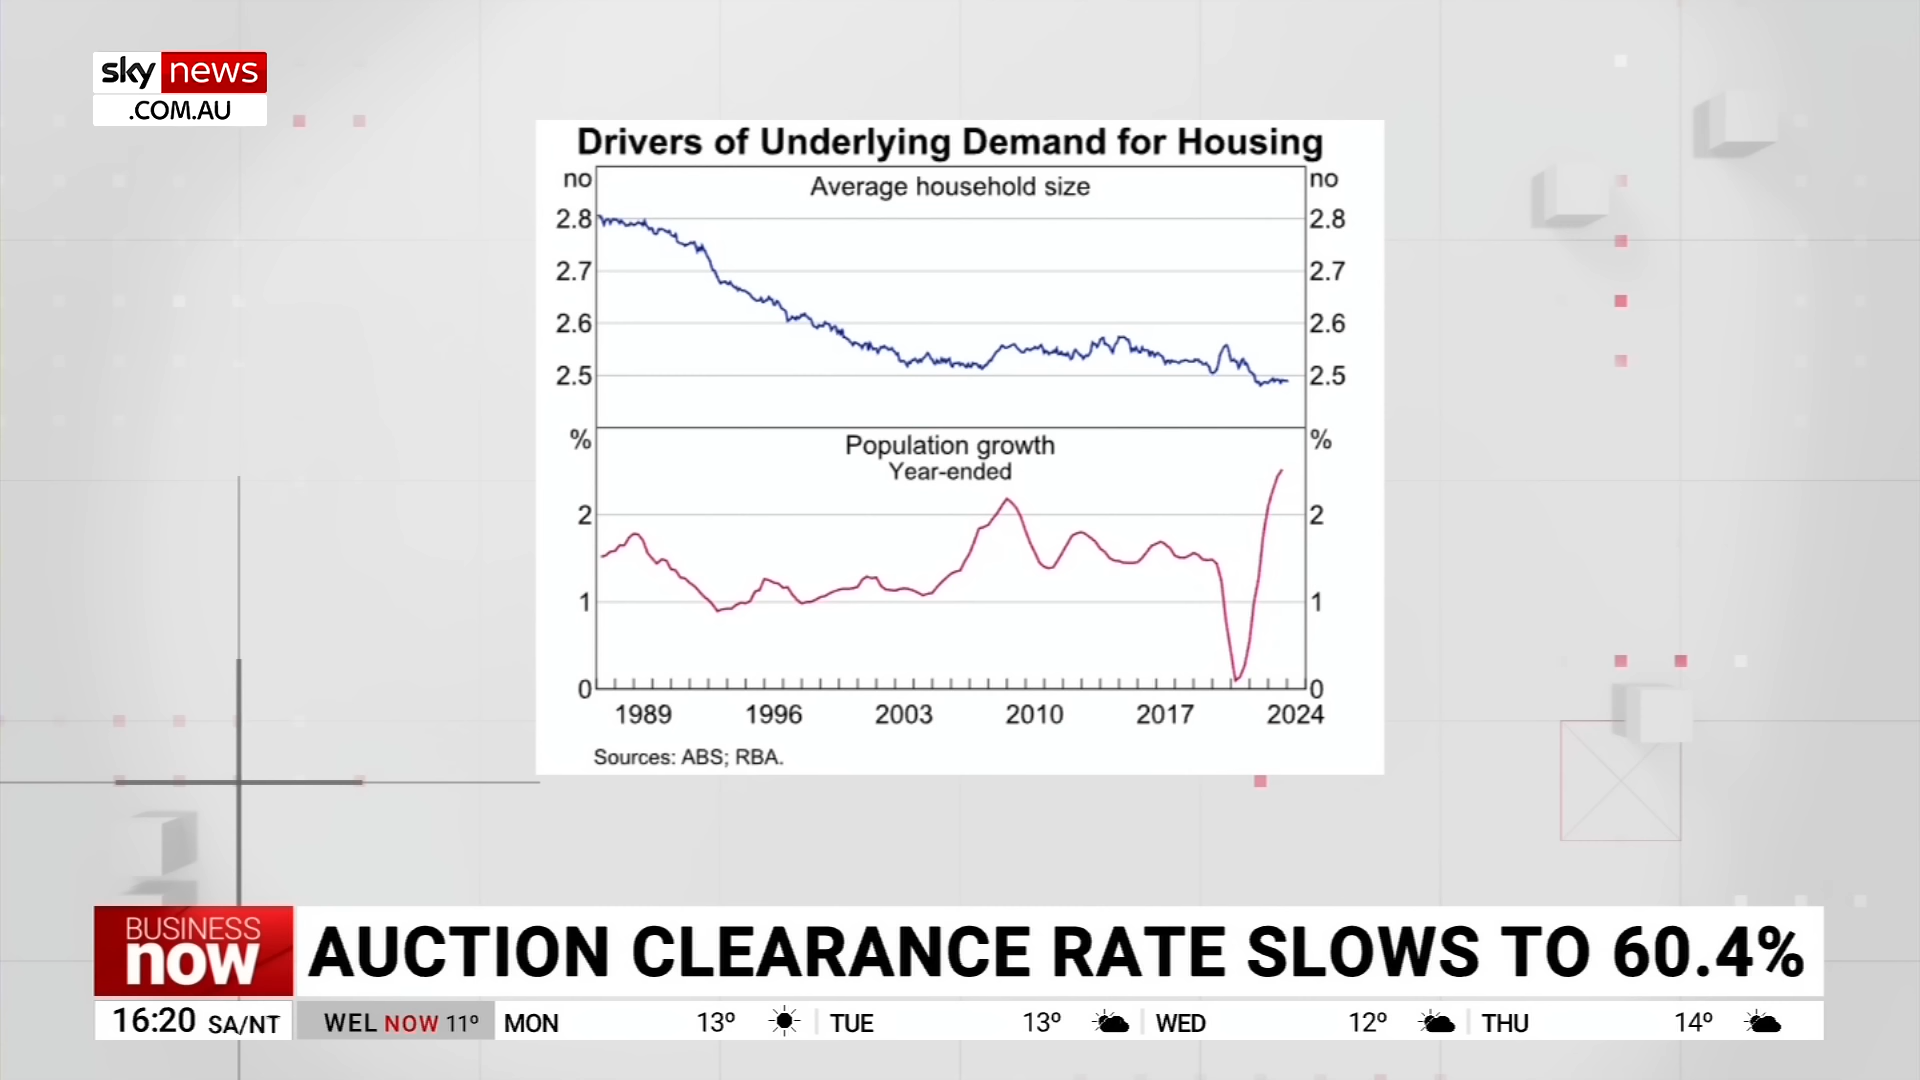 sky news
.COM.AU
Drivers of Underlying Demand for Housing
no
Average household size
no
2.8
2.8
2.7
2.7
2.6
2.6
2.5
2.5
%
Population growth
%
Year-ended
2
2
1
1
0
0
1989 1996 2003 2010 2017 2024
Sources: ABS; RBA.
BUSINESS
now
AUCTION CLEARANCE RATE SLOWS TO 60.4%
16:20 SA/NT WEL NOW 11º MON 13º TUE 13º WED 12º THU 14º